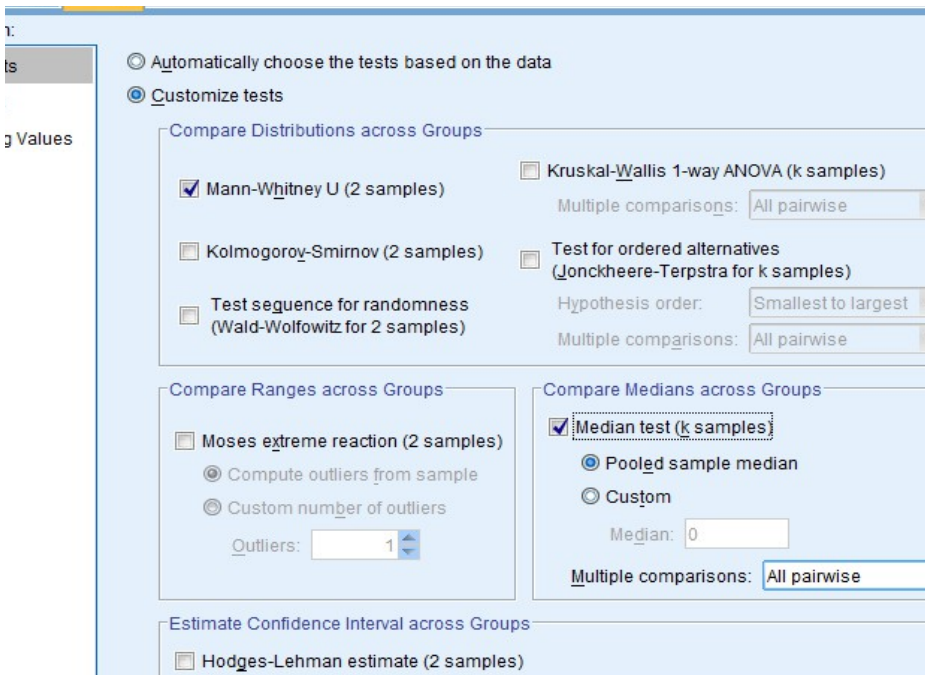 n:
ts
g Values
Automatically choose the tests based on the data
Customize tests
Compare Distributions across Groups
Mann-Whitney U (2 samples)
Kolmogorov-Smirnov (2 samples)
Test sequence for randomness
(Wald-Wolfowitz for 2 samples)
Kruskal-Wallis 1-way ANOVA (k samples)
Multiple comparisons: All pairwise
Test for ordered alternatives
(Jonckheere-Terpstra for k samples)
Hypothesis order: Smallest to largest
Multiple comparisons: All pairwise
Compare Ranges across Groups
Moses extreme reaction (2 samples)
Compute outliers from sample
Custom number of outliers
Outliers: 1
Compare Medians across Groups
Median test (k samples)
Pooled sample median
Custom
Median: 0
Multiple comparisons: All pairwise
Estimate Confidence Interval across Groups
Hodges-Lehman estimate (2 samples)